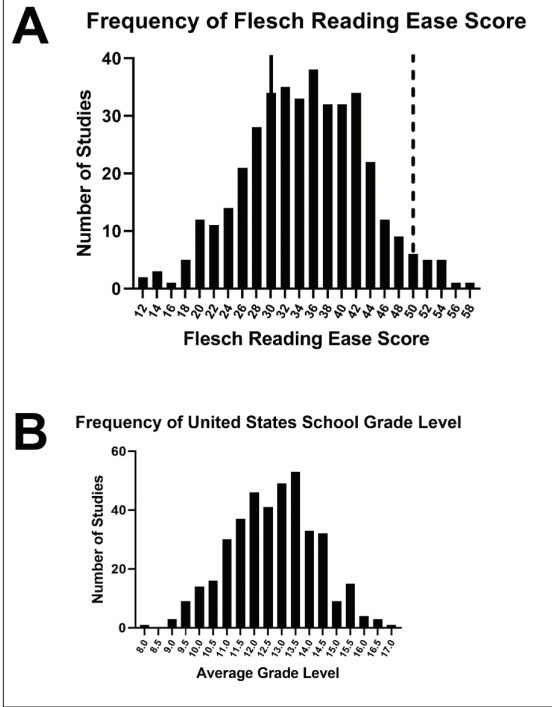 A
Frequency of Flesch Reading Ease Score
Number of Studies
40
30
20
10
0
12 14 16 18 20 22 24 26 28 30 32 34 36 38 40 42 44 46 48 50 52 54 56 58
Flesch Reading Ease Score
B
Frequency of United States School Grade Level
Number of Studies
60
40
20
0
8.0 8.5 9.0 9.5 10.0 10.5 11.0 11.5 12.0 12.5 13.0 13.5 14.0 14.5 15.0 15.5 16.0 16.5 17.0
Average Grade Level